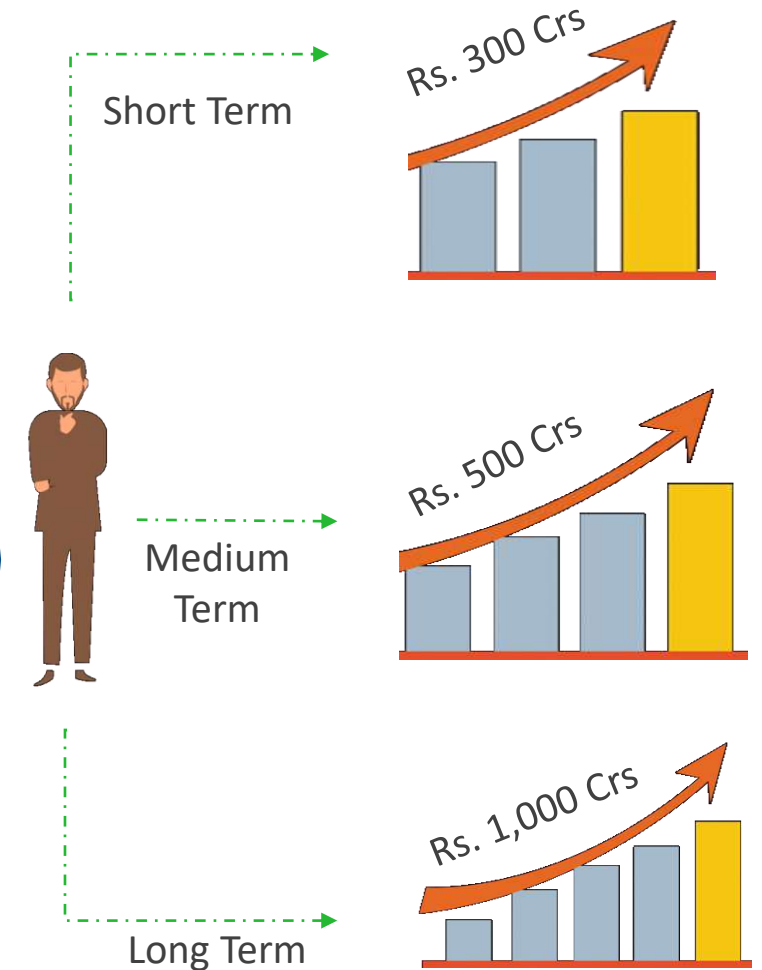 Rs. 300 Crs
Short Term
Rs. 500 Crs
Medium
Term
Rs. 1,000 Crs
Long Term